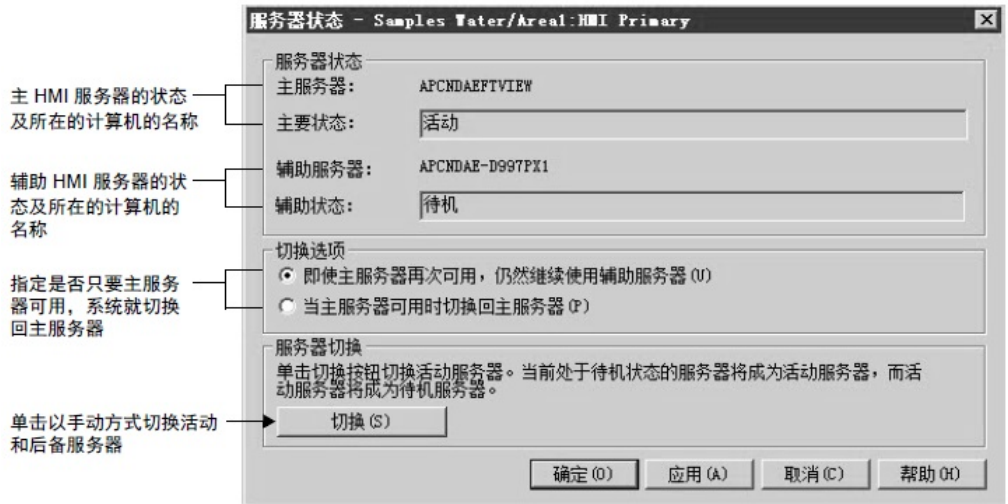 服务器状态 - Samples Water/Area1:HMI Primary
服务器状态
主服务器： APCNDAEFTVIEW
主要状态： 活动
辅助服务器： APCNDAE-D997PX1
辅助状态： 待机
主 HMI 服务器的状态
及所在的计算机的名称
辅助 HMI 服务器的状
态及所在的计算机的
名称
切换选项
即使主服务器再次可用，仍然继续使用辅助服务器(U)
当主服务器可用时切换回主服务器(P)
指定是否只要主服务
器可用，系统就切换
回主服务器
服务器切换
单击切换按钮切换活动服务器。当前处于待机状态的服务器将成为活动服务器，而活
动服务器将成为待机服务器。
切换(S)
单击以手动方式切换活动
和后备服务器
确定(O) 应用(A) 取消(C) 帮助(H)